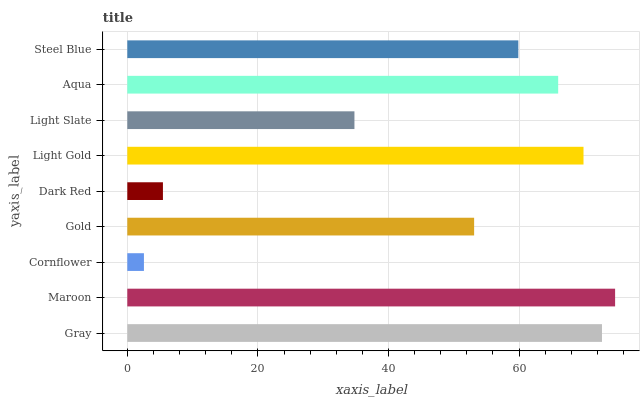 title
Steel Blue
Aqua
Light Slate
Light Gold
Dark Red
Gold
Cornflower
Maroon
Gray
yaxis_label
0 20 40 60
xaxis_label